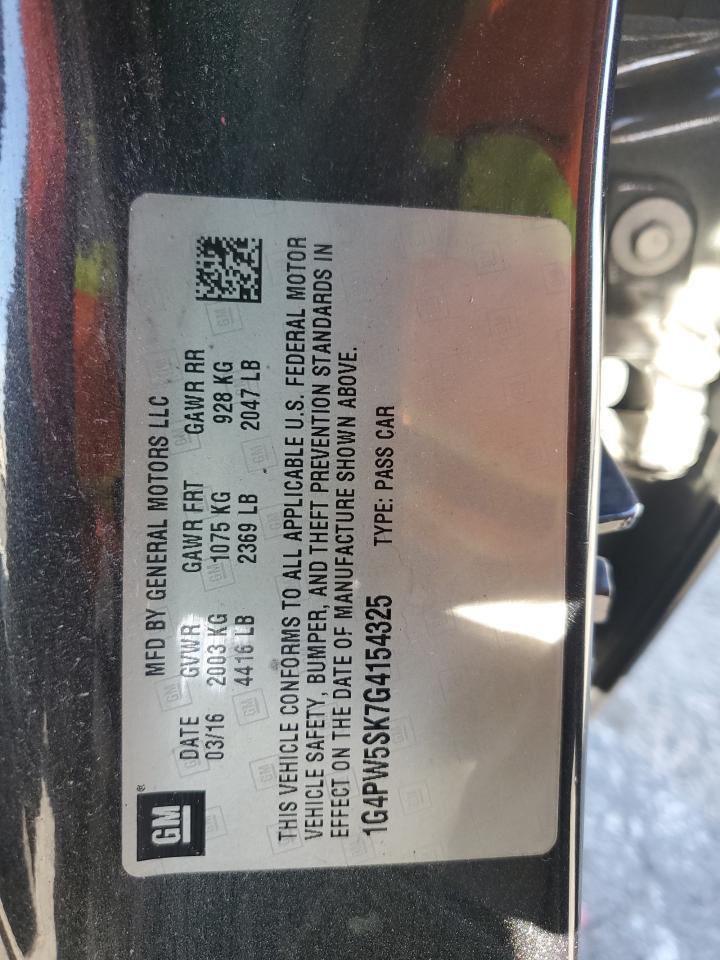 GM ®
MFD BY GENERAL MOTORS LLC
DATE GVWR GAWR FRT GAWR RR
03/16 2003 KG 1075 KG 928 KG
4416 LB 2369 LB 2047 LB
THIS VEHICLE CONFORMS TO ALL APPLICABLE U.S. FEDERAL MOTOR
VEHICLE SAFETY, BUMPER, AND THEFT PREVENTION STANDARDS IN
EFFECT ON THE DATE OF MANUFACTURE SHOWN ABOVE.
1G4PW5SK7G4154325 TYPE: PASS CAR